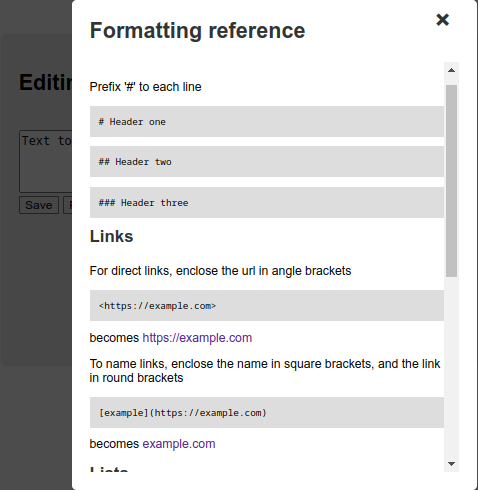 Formatting reference
Prefix '#' to each line
# Header one
## Header two
### Header three
Links
For direct links, enclose the url in angle brackets
<https://example.com>
becomes https://example.com
To name links, enclose the name in square brackets, and the link
in round brackets
[example](https://example.com)
becomes example.com
Lists
Text to
Save